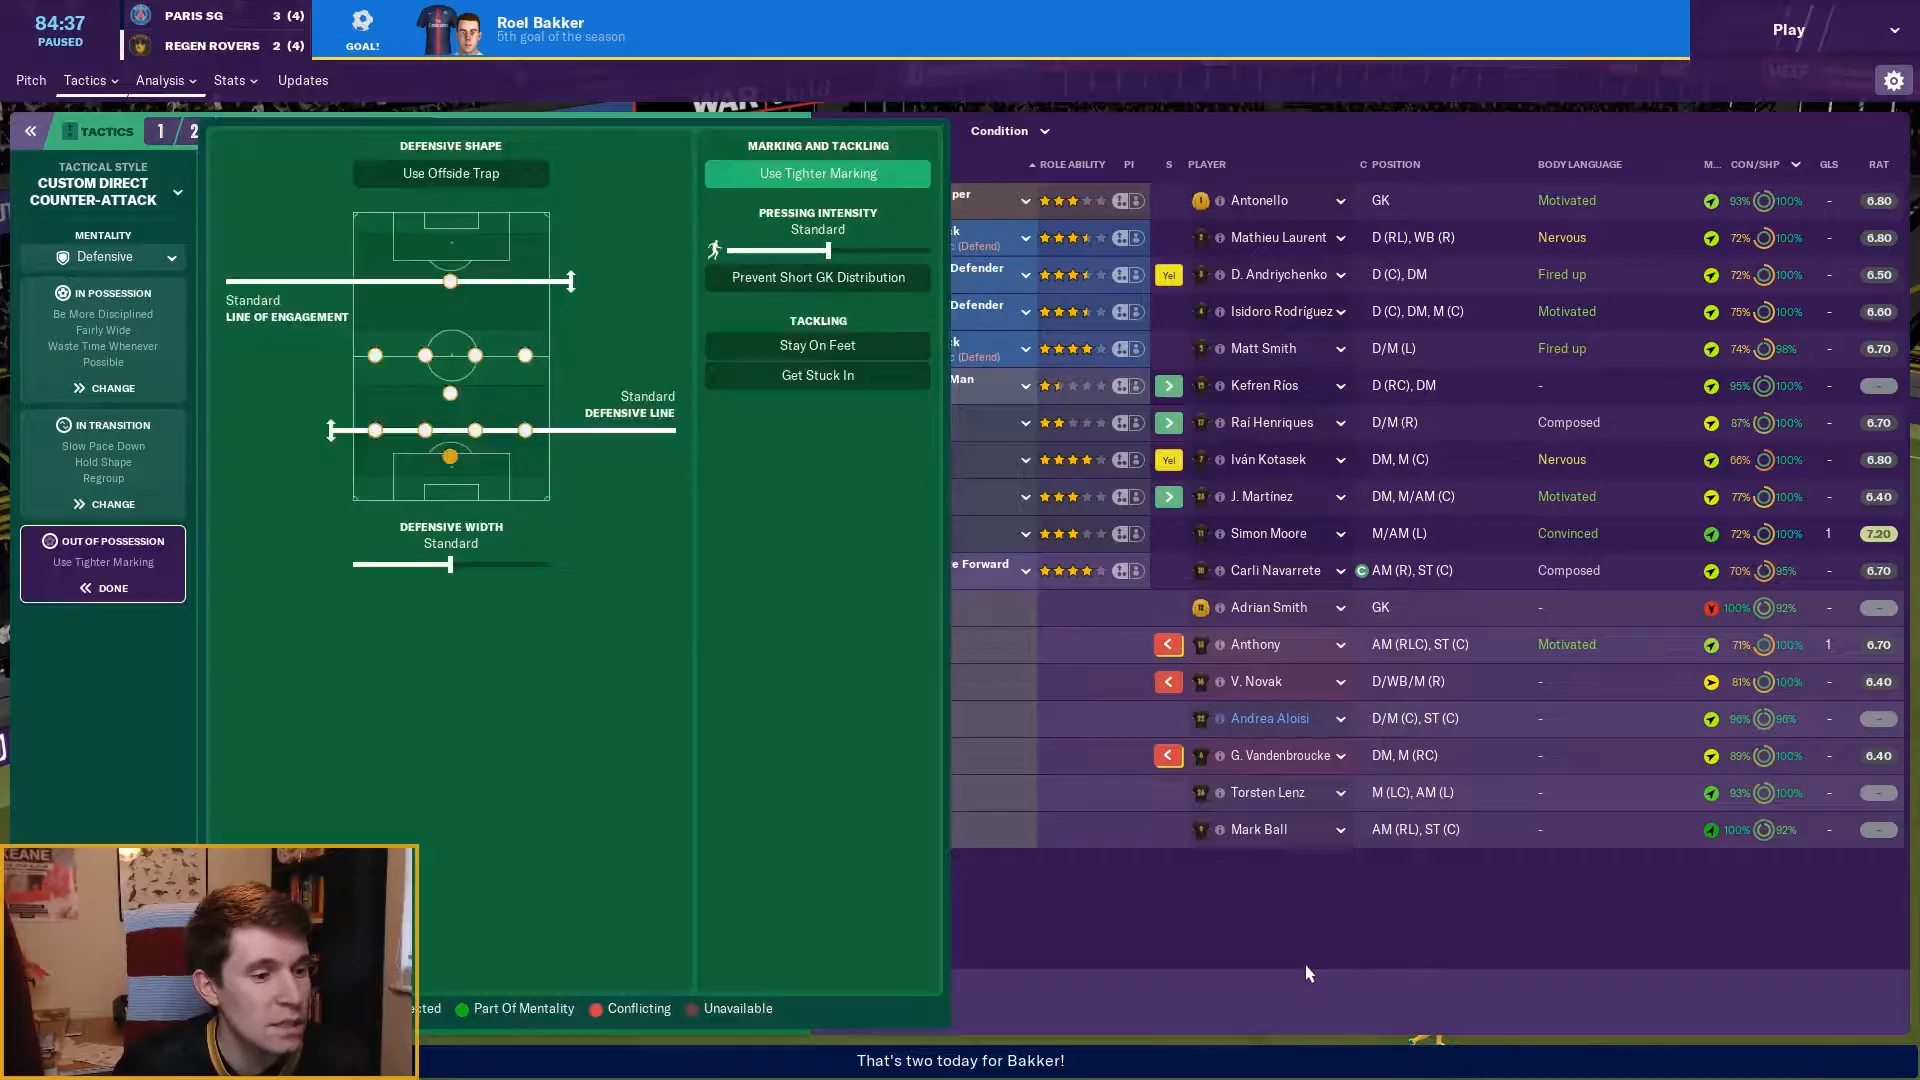 84:37
PAUSED
PARIS SG 3 (4)
REGEN ROVERS 2 (4)
GOAL!
Roel Bakker
5th goal of the season
Play
Pitch Tactics Analysis Stats Updates
TACTICS 1 / 2
TACTICAL STYLE
CUSTOM DIRECT
COUNTER-ATTACK
MENTALITY
Defensive
IN POSSESSION
Be More Disciplined
Fairly Wide
Waste Time Whenever
Possible
CHANGE
IN TRANSITION
Slow Pace Down
Hold Shape
Regroup
CHANGE
OUT OF POSSESSION
Use Tighter Marking
DONE
DEFENSIVE SHAPE
Use Offside Trap
Standard
LINE OF ENGAGEMENT
Standard
DEFENSIVE LINE
DEFENSIVE WIDTH
Standard
MARKING AND TACKLING
Use Tighter Marking
PRESSING INTENSITY
Standard
Prevent Short GK Distribution
TACKLING
Stay On Feet
Get Stuck In
ected Part Of Mentality Conflicting Unavailable
Condition
ROLE ABILITY PI S PLAYER C POSITION BODY LANGUAGE M... CON/SHP GLS RAT
per Antonello GK Motivated 93% 100% - 6.80
ck (Defend) Mathieu Laurent D (RL), WB (R) Nervous 72% 100% - 6.80
Defender Yel D. Andriychenko D (C), DM Fired up 72% 100% - 6.50
Defender Isidoro Rodríguez D (C), DM, M (C) Motivated 75% 100% - 6.60
ck (Defend) Matt Smith D/M (L) Fired up 74% 98% - 6.70
Man Kefren Ríos D (RC), DM - 95% 100% - -
Raí Henriques D/M (R) Composed 87% 100% - 6.70
Yel Iván Kotasek DM, M (C) Nervous 66% 100% - 6.80
J. Martínez DM, M/AM (C) Motivated 77% 100% - 6.40
Simon Moore M/AM (L) Convinced 72% 100% 1 7.20
e Forward Carli Navarrete C AM (R), ST (C) Composed 70% 95% - 6.70
Adrian Smith GK - 100% 92% - -
Anthony AM (RLC), ST (C) Motivated 71% 100% 1 6.70
V. Novak D/WB/M (R) - 81% 100% - 6.40
Andrea Aloisi D/M (C), ST (C) - 96% 96% - -
G. Vandenbroucke DM, M (RC) - 89% 100% - 6.40
Torsten Lenz M (LC), AM (L) - 93% 100% - -
Mark Ball AM (RL), ST (C) - 100% 92% - -
KEANE
That's two today for Bakker!